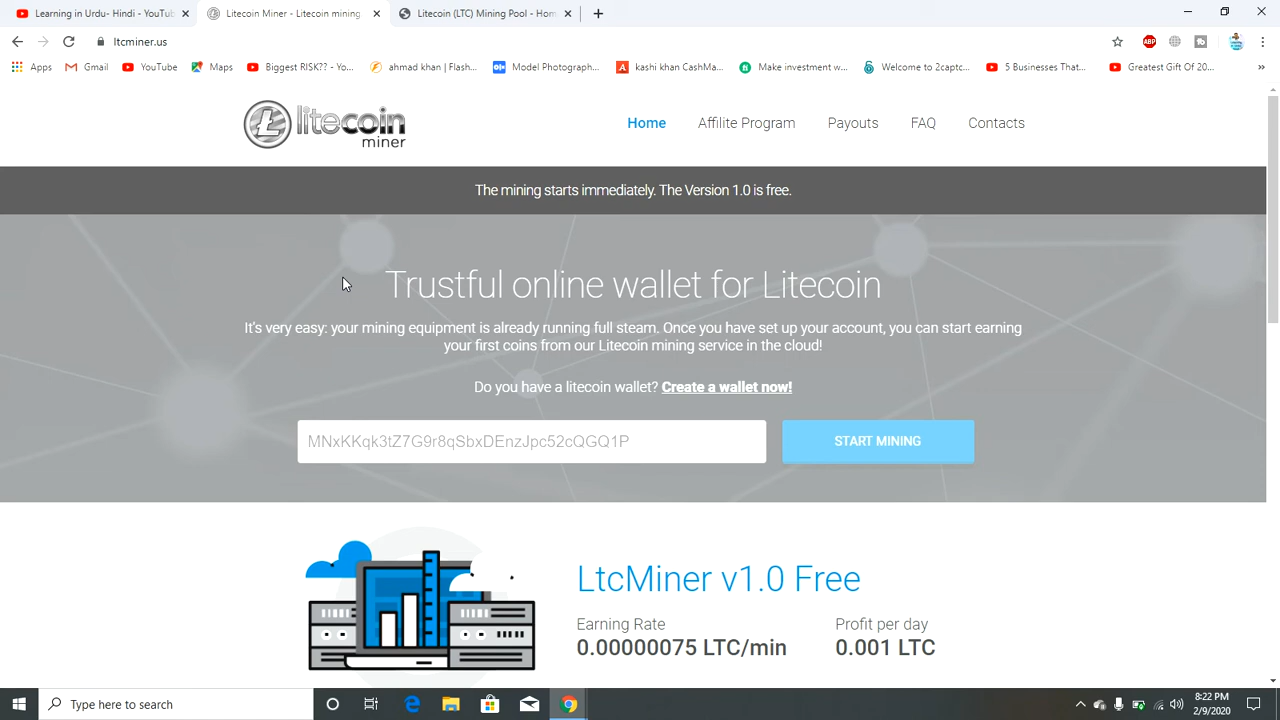 Learning in Urdu- Hindi - YouTub
Litecoin Miner - Litecoin mining
Litecoin (LTC) Mining Pool - Hom
ltcminer.us
ABP
Apps
Gmail
YouTube
Maps
Biggest RISK?? - Yo...
ahmad khan | Flash...
Model Photograph...
kashi khan CashMa...
Make investment w...
Welcome to 2captc...
5 Businesses That...
Greatest Gift Of 20...
litecoin
miner
Home
Affilite Program
Payouts
FAQ
Contacts
The mining starts immediately. The Version 1.0 is free.
Trustful online wallet for Litecoin
It's very easy: your mining equipment is already running full steam. Once you have set up your account, you can start earning
your first coins from our Litecoin mining service in the cloud!
Do you have a litecoin wallet? Create a wallet now!
MNxKKqk3tZ7G9r8qSbxDEnzJpc52cQGQ1P
START MINING
LtcMiner v1.0 Free
Earning Rate
Profit per day
0.00000075 LTC/min
0.001 LTC
Type here to search
8:22 PM
2/9/2020